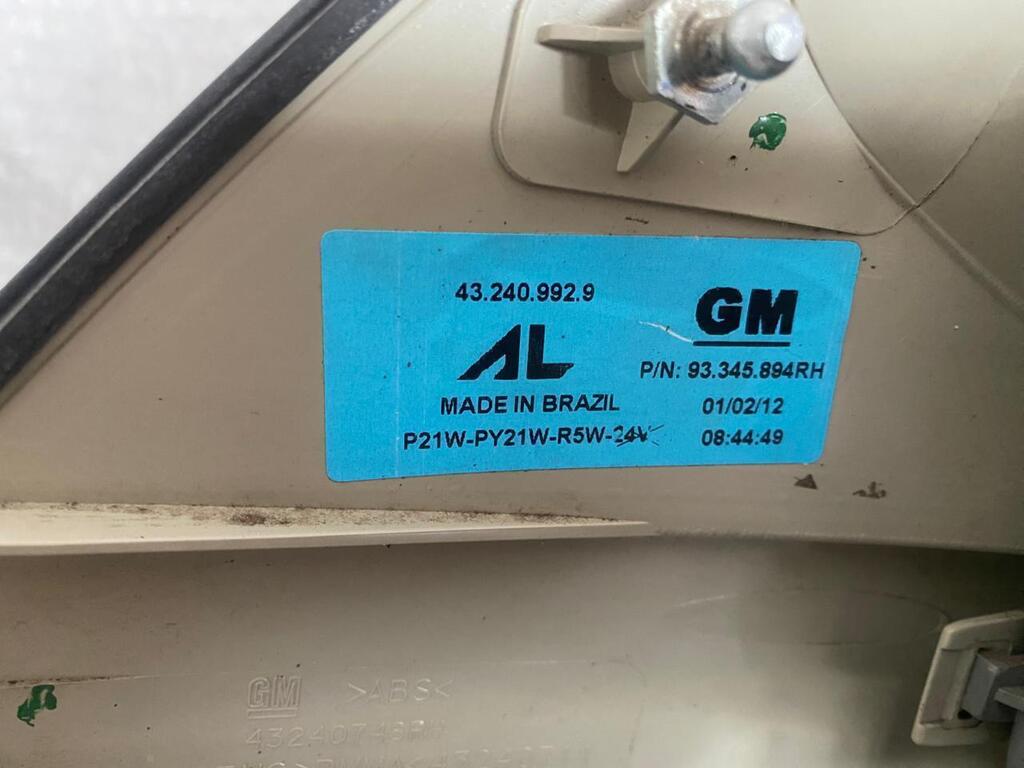 43.240.992.9
GM
AL
P/N: 93.345.894RH
MADE IN BRAZIL
01/02/12
P21W-PY21W-R5W-24V
08:44:49
GM >ABS<